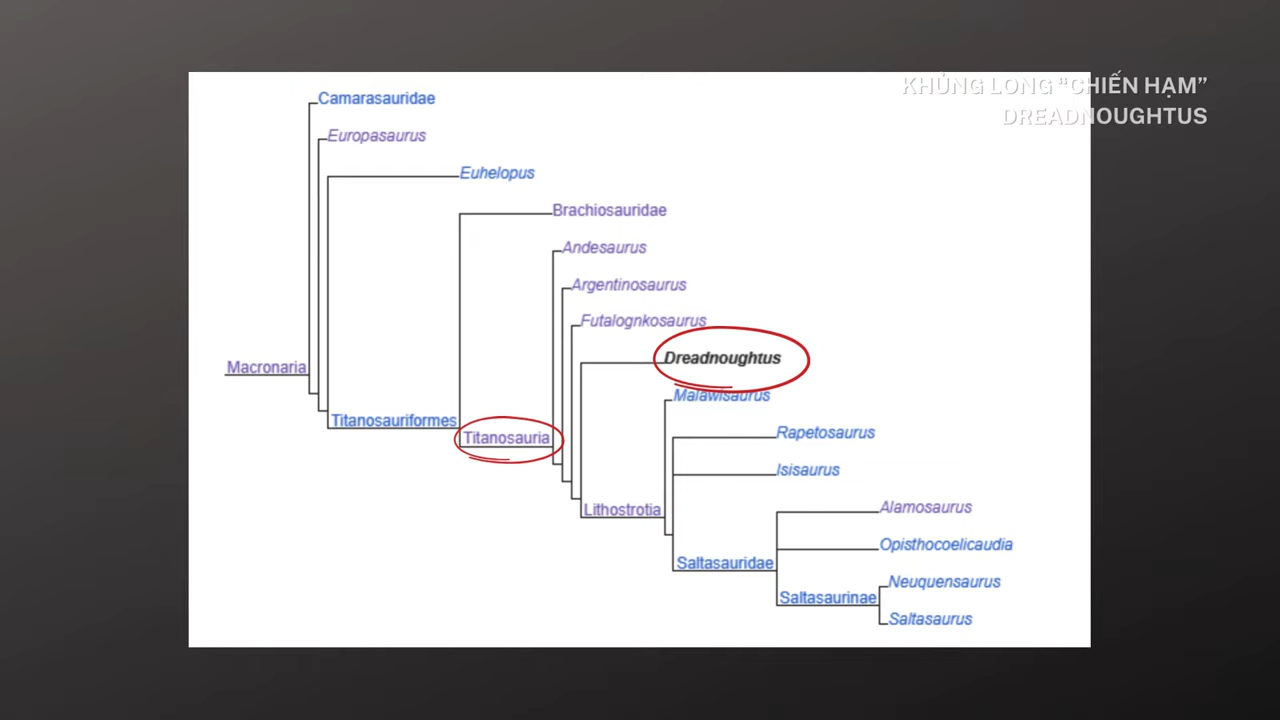 KHỦNG LONG “CHIẾN HẠM”
DREADNOUGHTUS
Camarasauridae
Europasaurus
Euhelopus
Brachiosauridae
Andesaurus
Argentinosaurus
Futalognkosaurus
Dreadnoughtus
Macronaria
Malawisaurus
Titanosauriformes
Rapetosaurus
Titanosauria
Isisaurus
Lithostrotia
Alamosaurus
Opisthocoelicaudia
Saltasauridae
Neuquensaurus
Saltasaurinae
Saltasaurus